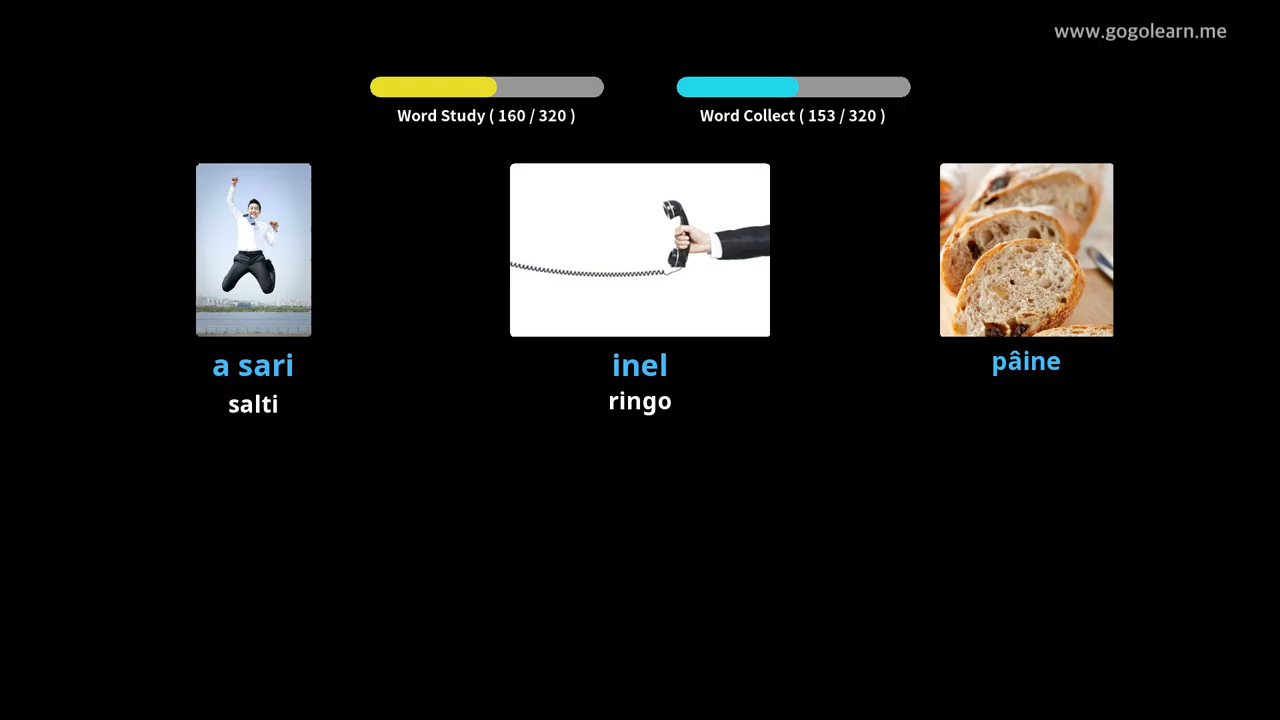 www.gogolearn.me
Word Study ( 160 / 320 )
Word Collect ( 153 / 320 )
a sari
salti
inel
ringo
pâine